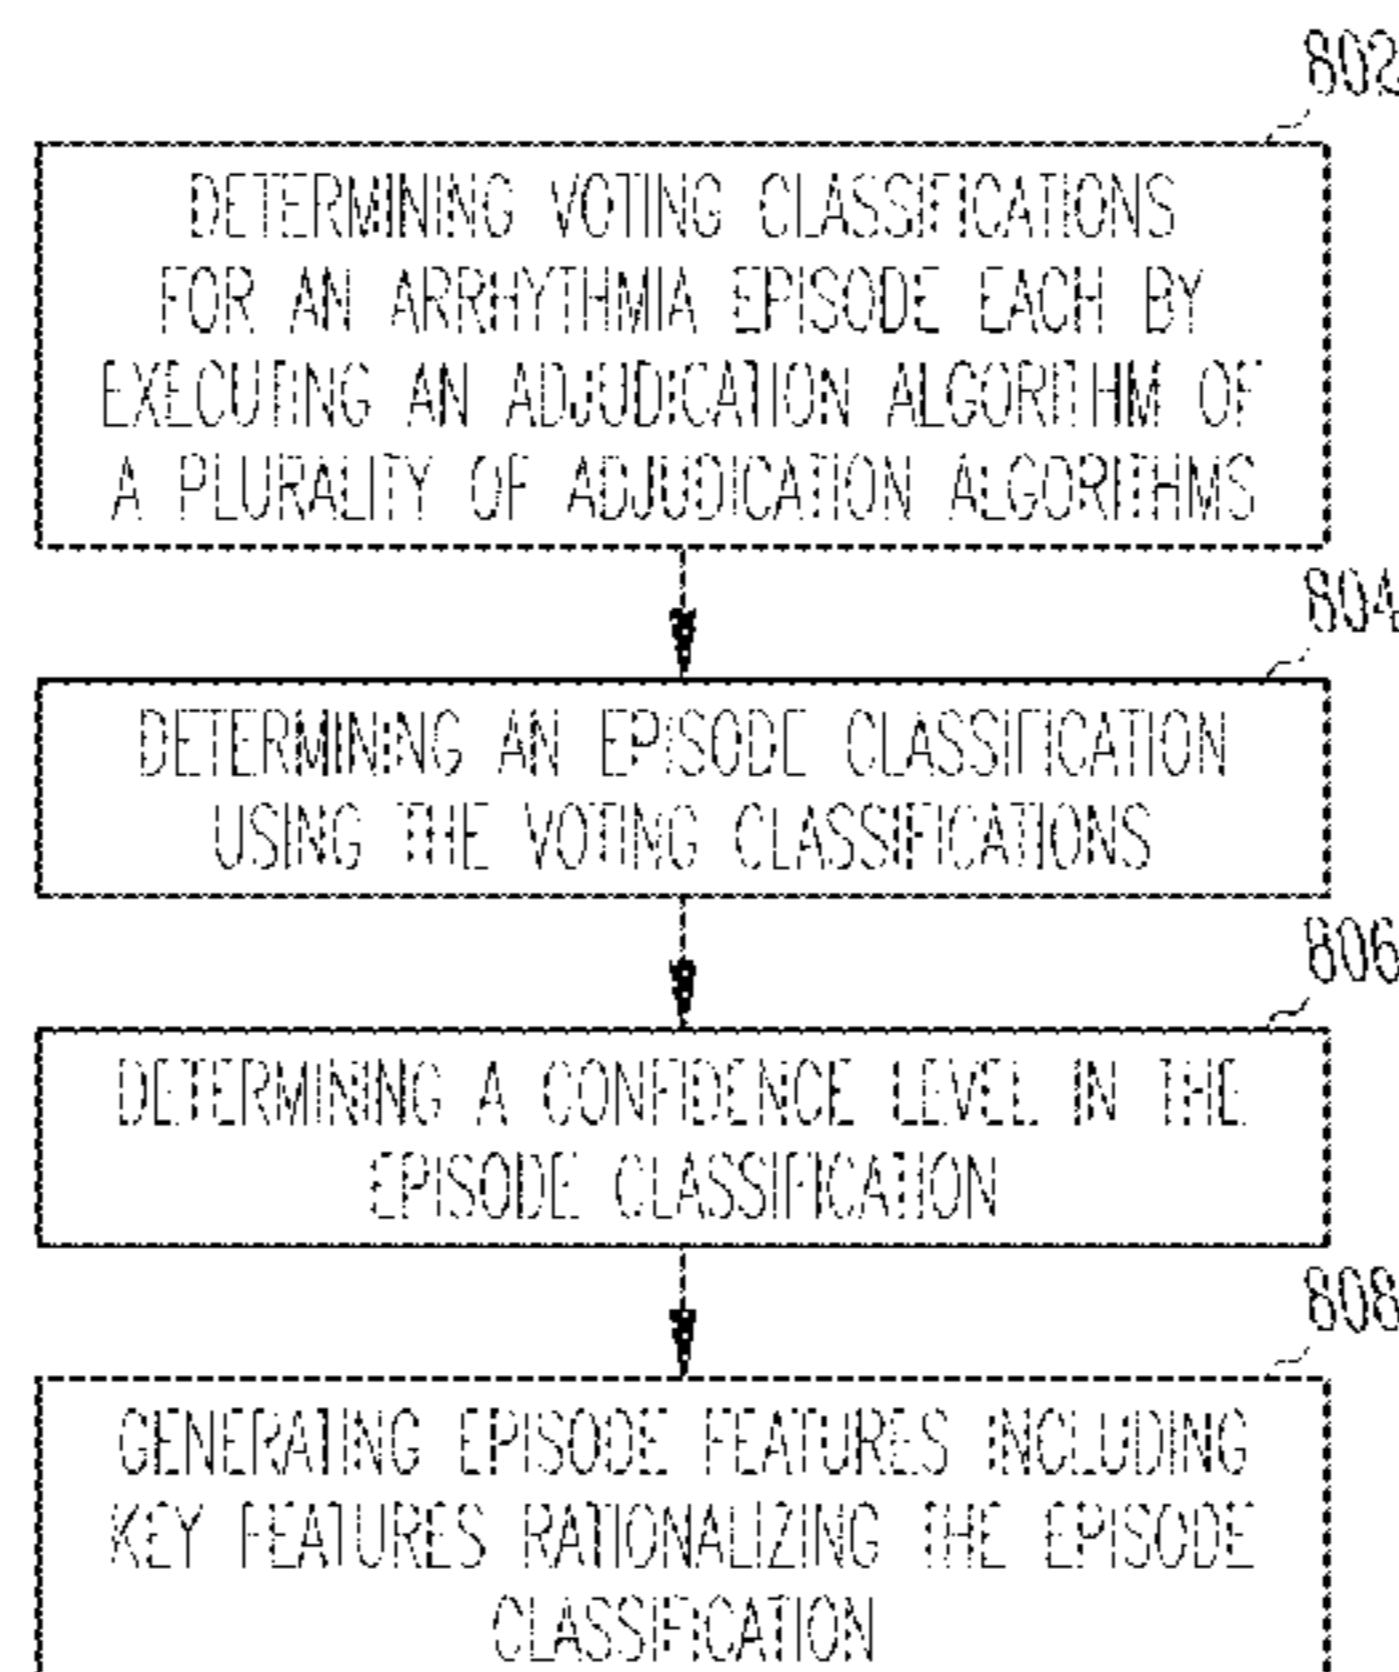 802
DETERMINING VOTING CLASSIFICATIONS
FOR AN ARRHYTHMIA EPISODE EACH BY
EXECUTING AN ADJUDICATION ALGORITHM OF
A PLURALITY OF ADJUDICATION ALGORITHMS
804
DETERMINING AN EPISODE CLASSIFICATION
USING THE VOTING CLASSIFICATIONS
806
DETERMINING A CONFIDENCE LEVEL IN THE
EPISODE CLASSIFICATION
808
GENERATING EPISODE FEATURES INCLUDING
KEY FEATURES RATIONALIZING THE EPISODE
CLASSIFICATION